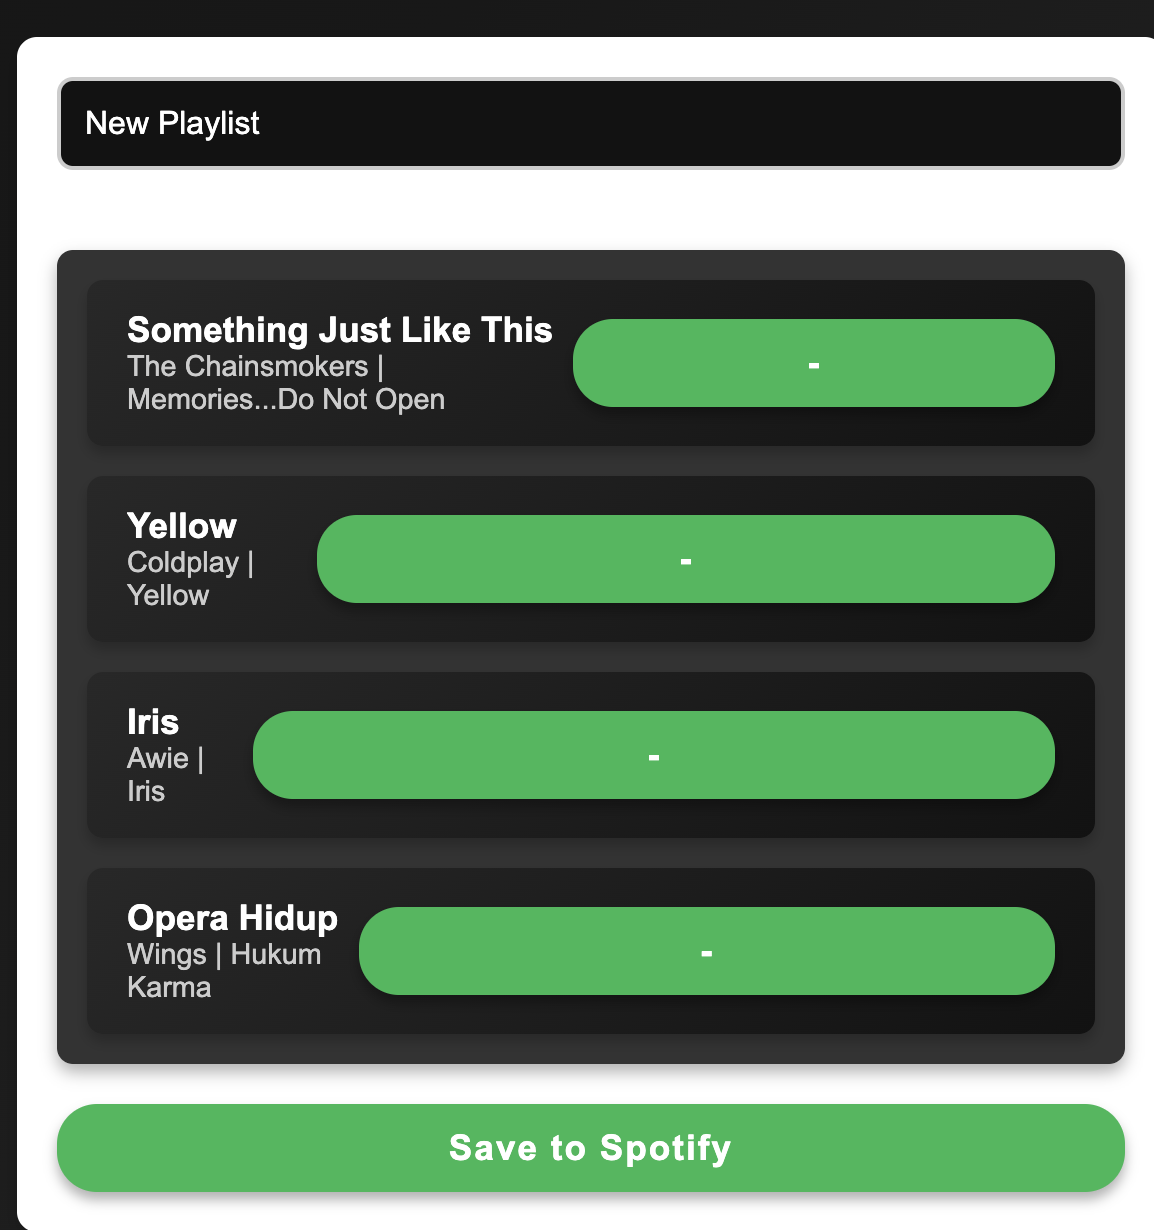 New Playlist
Something Just Like This
The Chainsmokers |
Memories...Do Not Open
-
Yellow
Coldplay |
Yellow
-
Iris
Awie |
Iris
-
Opera Hidup
Wings | Hukum
Karma
-
Save to Spotify